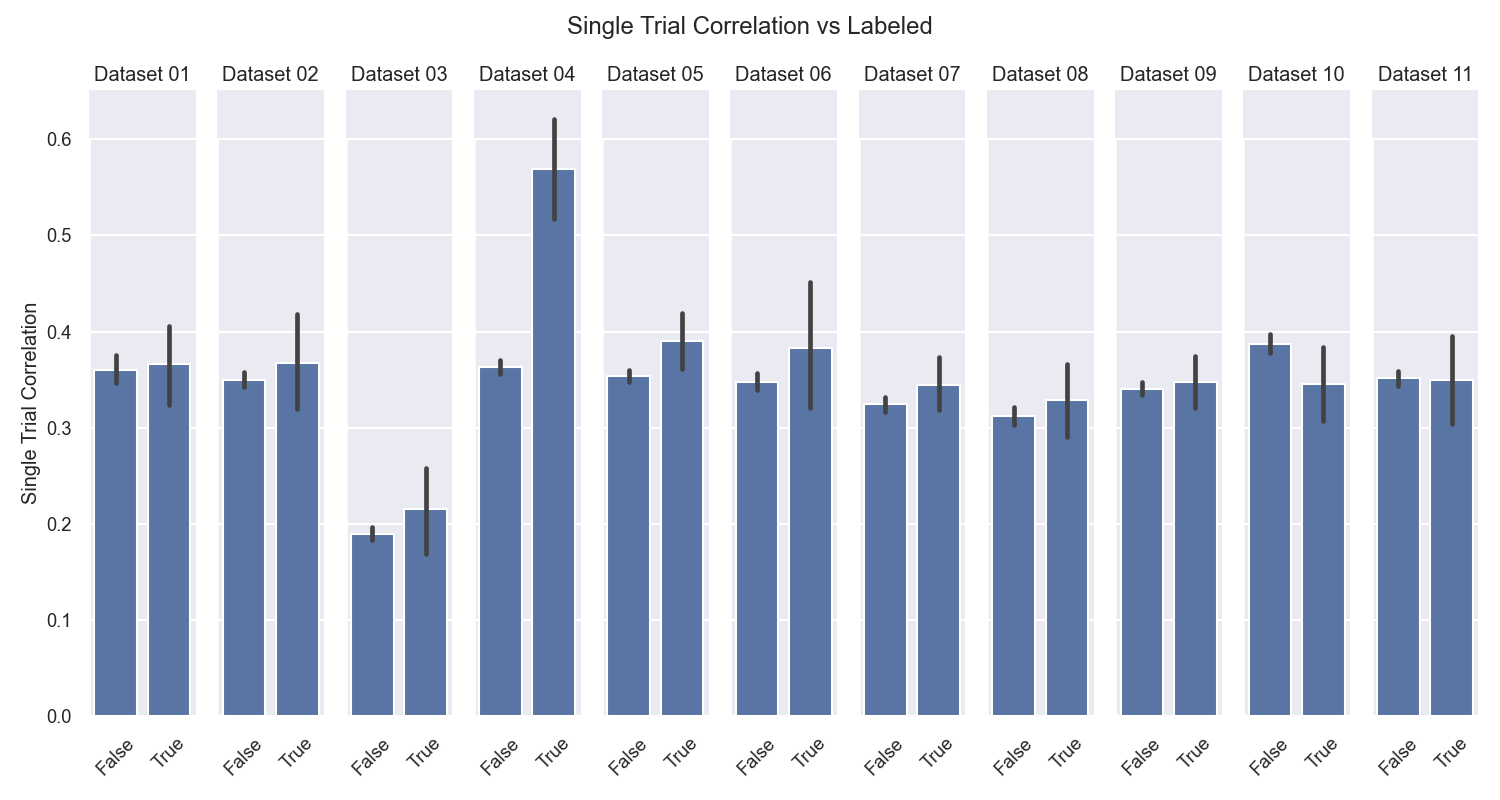 Single Trial Correlation vs Labeled
Dataset 01 Dataset 02 Dataset 03 Dataset 04 Dataset 05 Dataset 06 Dataset 07 Dataset 08 Dataset 09 Dataset 10 Dataset 11
Single Trial Correlation
0.6
0.5
0.4
0.3
0.2
0.1
0.0
False True False True False True False True False True False True False True False True False True False True False True